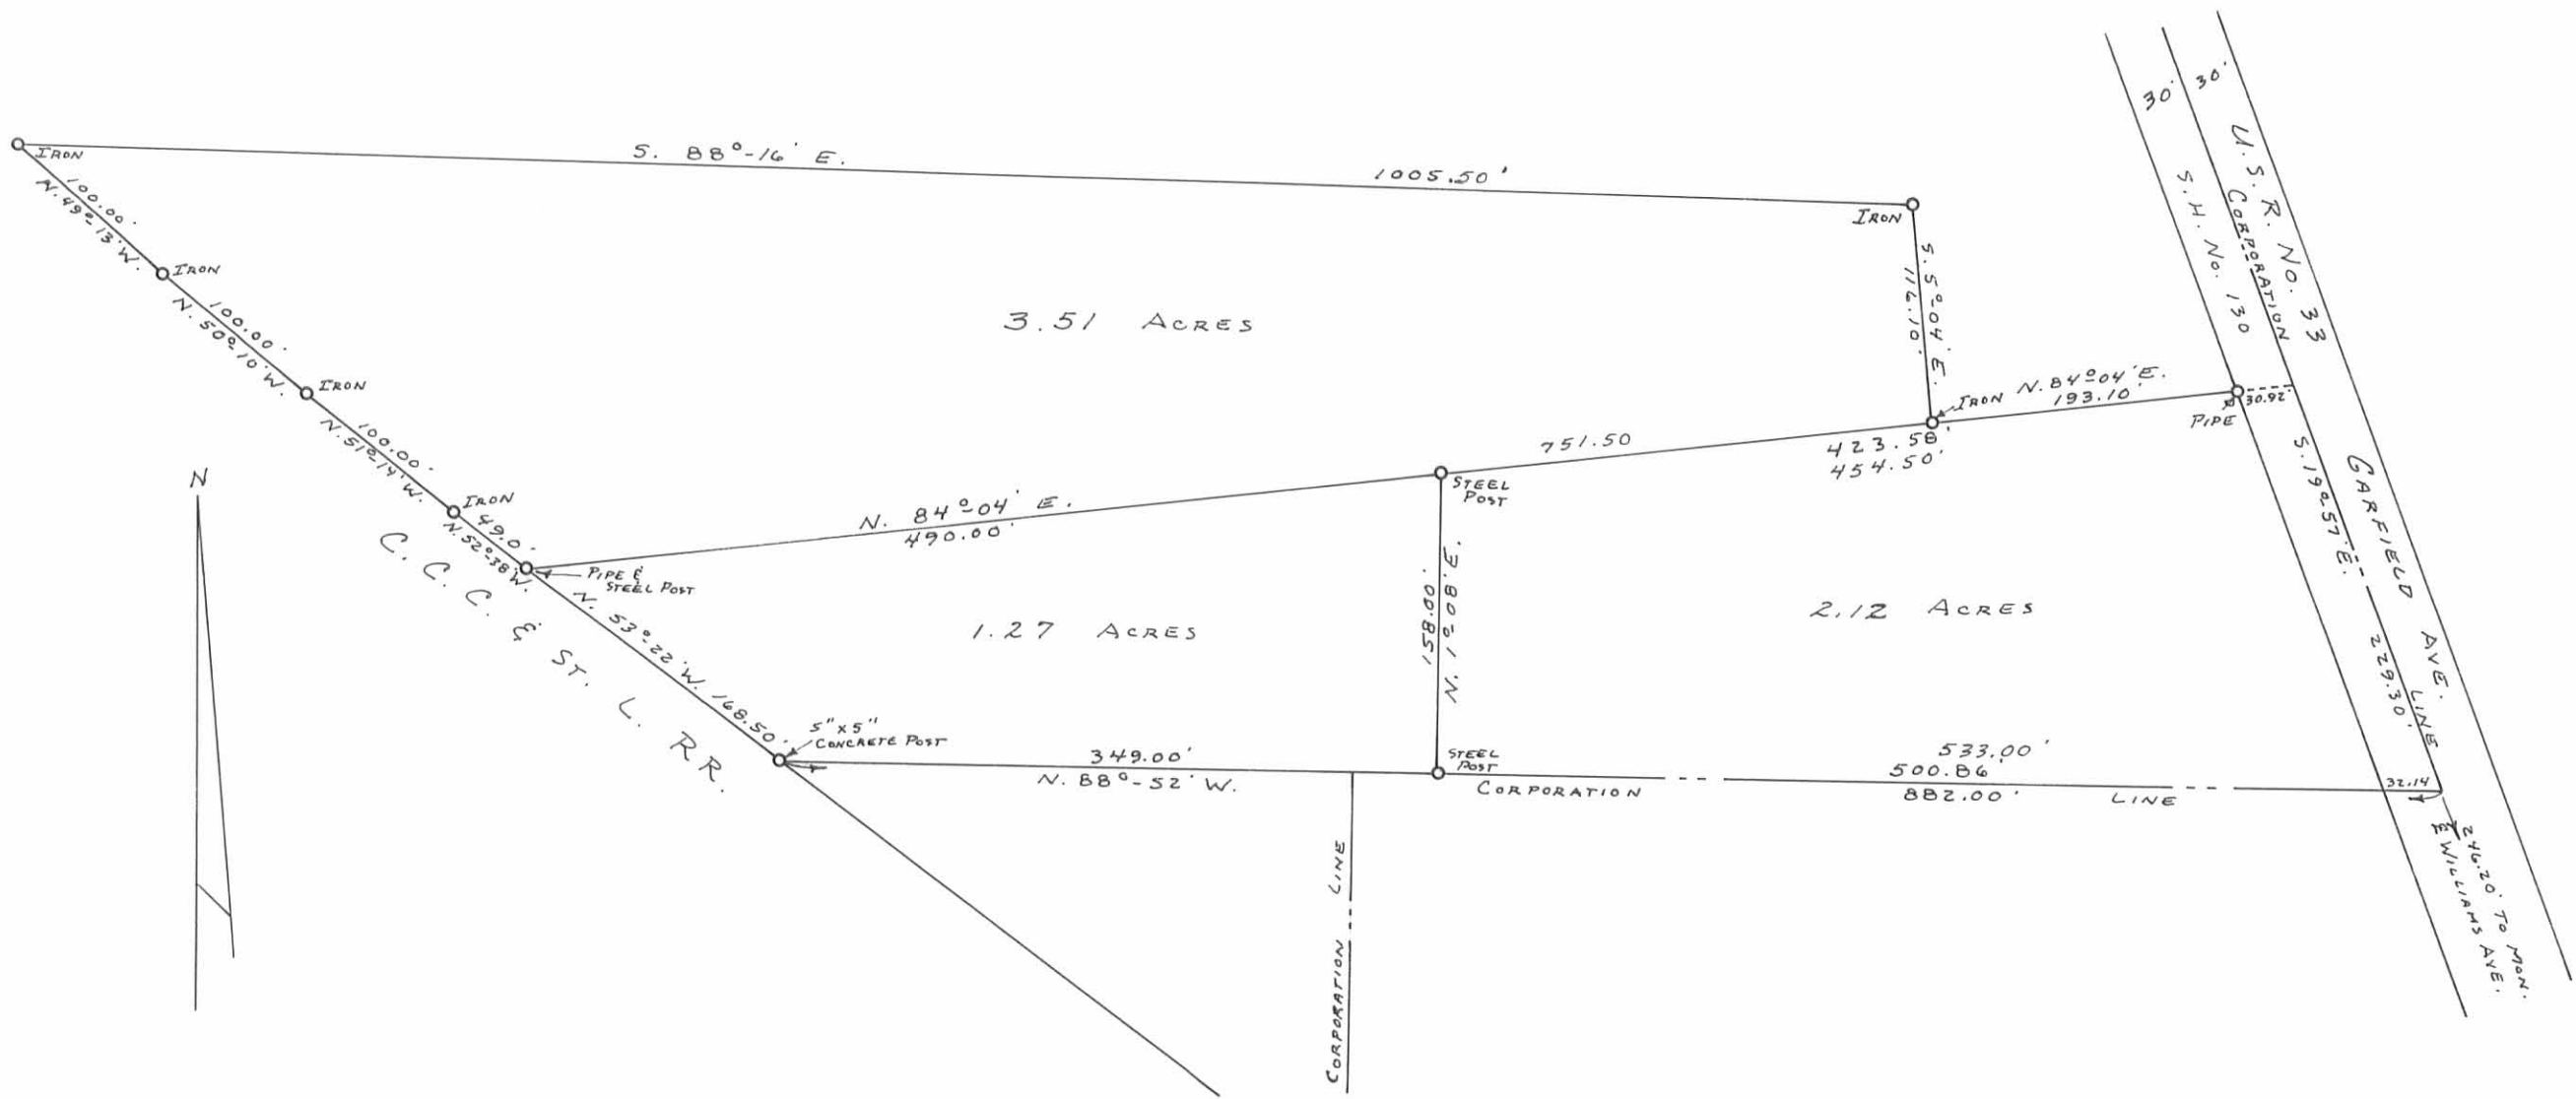 30' 30'
U.S.R. No. 33
CORPORATION
S.H. No. 130
IRON
S. 88°-16' E.
1005.50'
IRON
100.00'
N. 49°-13' W.
IRON
100.00'
N. 50°-10' W.
IRON
100.00'
N. 51°-14' W.
IRON
49.0'
N. 52°-38' W.
3.51 ACRES
S. 5°-04' E.
116.10'
IRON
N. 84°-04' E.
193.10'
PIPE
30.92'
751.50
423.58'
454.50'
N
N. 84°-04' E.
490.00'
STEEL
POST
PIPE &
STEEL POST
C. C. C. & ST. L. RR.
N. 53°-22' W. 168.50'
1.27 ACRES
158.00'
N. 1°-08' E.
2.12 ACRES
S. 19°-57' E.
229.30'
GARFIELD AVE.
LINE
5" x 5"
CONCRETE POST
349.00'
N. 88°-52' W.
STEEL
POST
533.00'
500.86'
882.00'
CORPORATION LINE
32.14
CORPORATION LINE
246.20' TO MON.
E WILLIAMS AVE.